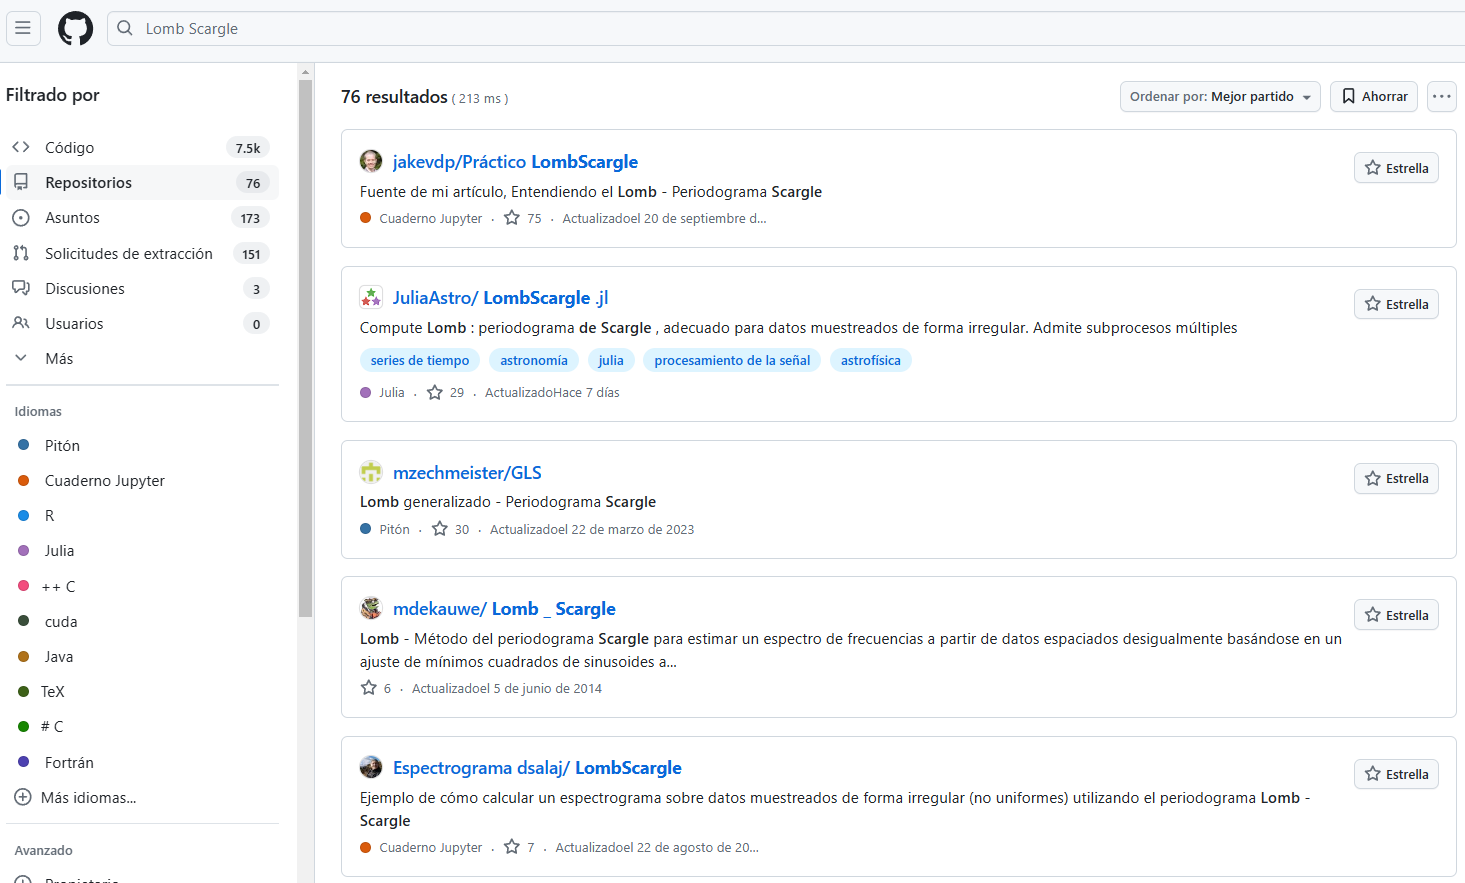 Lomb Scargle
Filtrado por
Código 7.5k
Repositorios 76
Asuntos 173
Solicitudes de extracción 151
Discusiones 3
Usuarios 0
Más
Idiomas
Pitón
Cuaderno Jupyter
R
Julia
++ C
cuda
Java
TeX
# C
Fortrán
Más idiomas...
Avanzado
76 resultados ( 213 ms )
Ordenar por: Mejor partido
Ahorrar
jakevdp/Práctico LombScargle
Estrella
Fuente de mi artículo, Entendiendo el Lomb - Periodograma Scargle
Cuaderno Jupyter · 75 · Actualizadoel 20 de septiembre d...
JuliaAstro/ LombScargle .jl
Estrella
Compute Lomb : periodograma de Scargle , adecuado para datos muestreados de forma irregular. Admite subprocesos múltiples
series de tiempo astronomía julia procesamiento de la señal astrofísica
Julia · 29 · ActualizadoHace 7 días
mzechmeister/GLS
Estrella
Lomb generalizado - Periodograma Scargle
Pitón · 30 · Actualizadoel 22 de marzo de 2023
mdekauwe/ Lomb _ Scargle
Estrella
Lomb - Método del periodograma Scargle para estimar un espectro de frecuencias a partir de datos espaciados desigualmente basándose en un
ajuste de mínimos cuadrados de sinusoides a...
6 · Actualizadoel 5 de junio de 2014
Espectrograma dsalaj/ LombScargle
Estrella
Ejemplo de cómo calcular un espectrograma sobre datos muestreados de forma irregular (no uniformes) utilizando el periodograma Lomb -
Scargle
Cuaderno Jupyter · 7 · Actualizadoel 22 de agosto de 20...